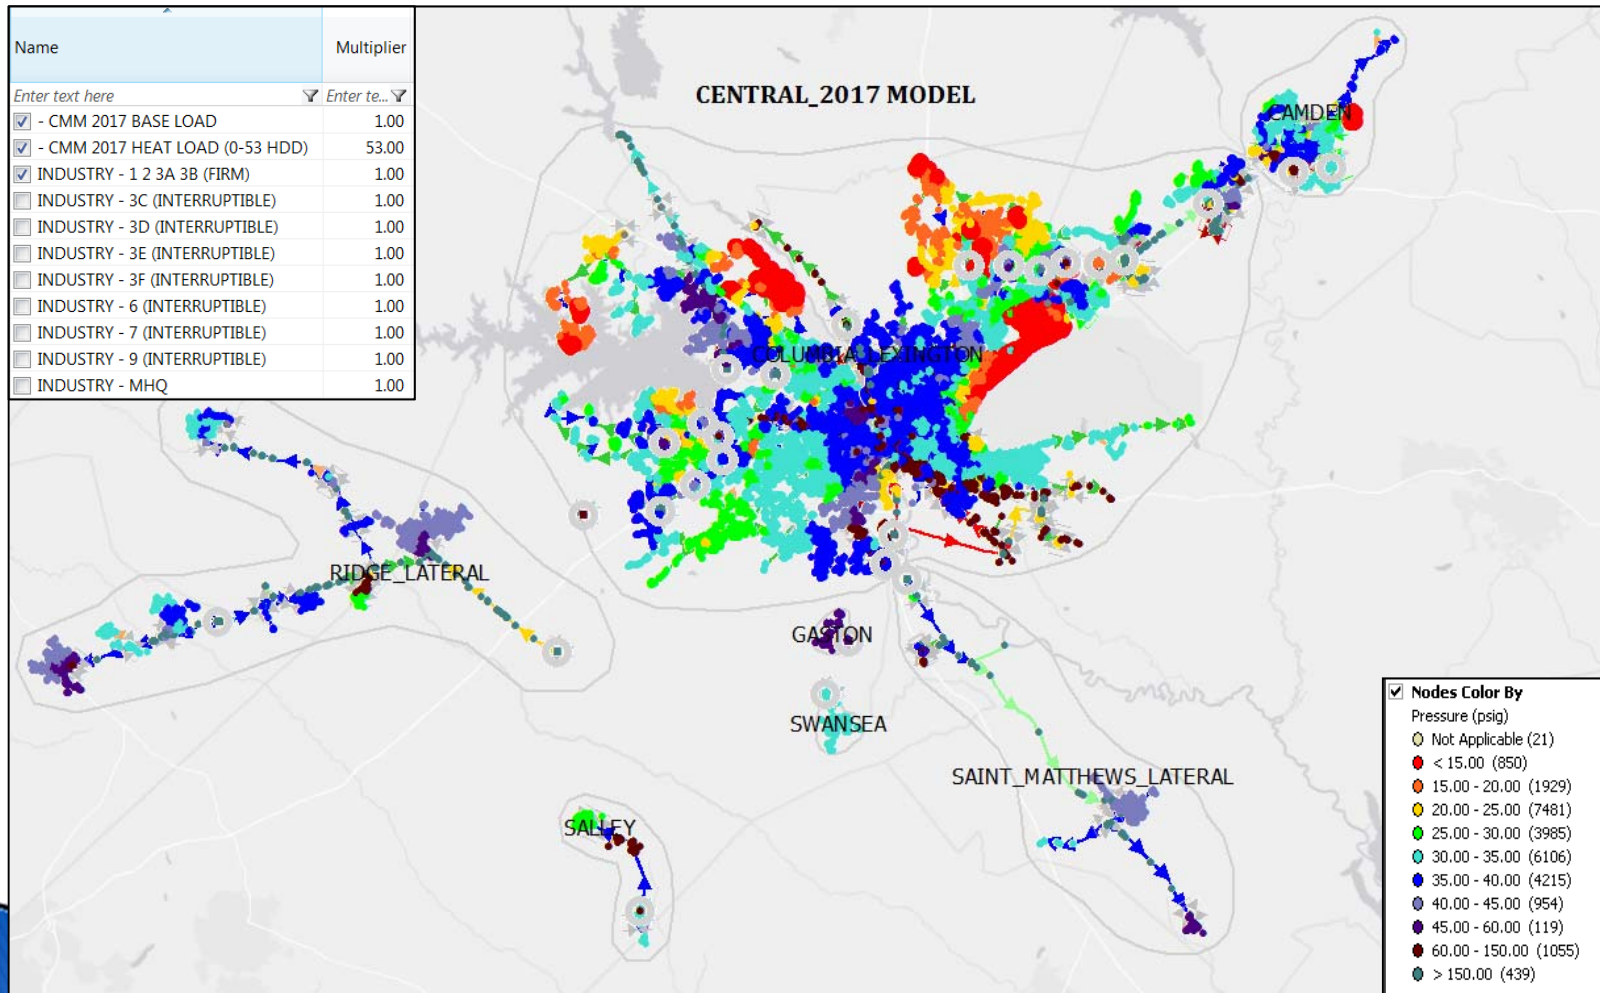 Name Multiplier
Enter text here Enter te...
- CMM 2017 BASE LOAD 1.00
- CMM 2017 HEAT LOAD (0-53 HDD) 53.00
INDUSTRY - 1 2 3A 3B (FIRM) 1.00
INDUSTRY - 3C (INTERRUPTIBLE) 1.00
INDUSTRY - 3D (INTERRUPTIBLE) 1.00
INDUSTRY - 3E (INTERRUPTIBLE) 1.00
INDUSTRY - 3F (INTERRUPTIBLE) 1.00
INDUSTRY - 6 (INTERRUPTIBLE) 1.00
INDUSTRY - 7 (INTERRUPTIBLE) 1.00
INDUSTRY - 9 (INTERRUPTIBLE) 1.00
INDUSTRY - MHQ 1.00
CENTRAL_2017 MODEL
CAMDEN
COLUMBIA_LEXINGTON
RIDGE_LATERAL
GASTON
SWANSEA
SAINT_MATTHEWS_LATERAL
SALLEY
Nodes Color By
Pressure (psig)
Not Applicable (21)
< 15.00 (850)
15.00 - 20.00 (1929)
20.00 - 25.00 (7481)
25.00 - 30.00 (3985)
30.00 - 35.00 (6106)
35.00 - 40.00 (4215)
40.00 - 45.00 (954)
45.00 - 60.00 (119)
60.00 - 150.00 (1055)
> 150.00 (439)